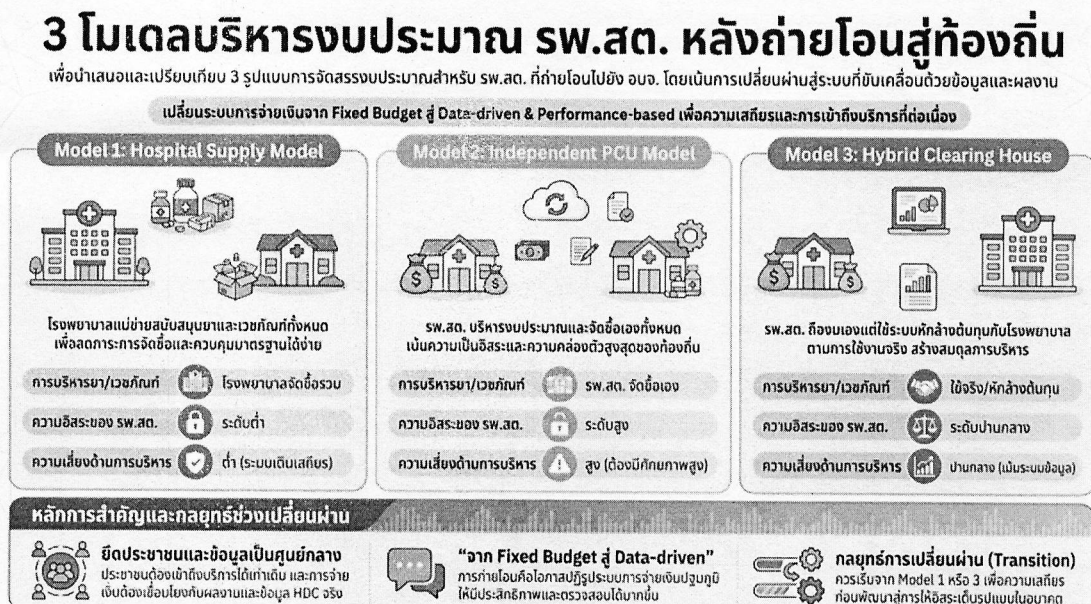 3 โมเดลบริหารงบประมาณ รพ.สต. หลังถ่ายโอนสู่ท้องถิ่น
เพื่อนำเสนอและเปรียบเทียบ 3 รูปแบบการจัดสรรงบประมาณสำหรับ รพ.สต. ที่ถ่ายโอนไปยัง อบจ. โดยเน้นการเปลี่ยนผ่านสู่ระบบที่ขับเคลื่อนด้วยข้อมูลและผลงาน
เปลี่ยนระบบการจ่ายเงินจาก Fixed Budget สู่ Data-driven & Performance-based เพื่อความเสถียรและการเข้าถึงบริการที่ต่อเนื่อง
Model 1: Hospital Supply Model
โรงพยาบาลแม่ข่ายสนับสนุนยาและเวชภัณฑ์ทั้งหมด
เพื่อลดภาระการจัดซื้อและควบคุมมาตรฐานได้ง่าย
การบริหารยา/เวชภัณฑ์ โรงพยาบาลจัดซื้อรวม
ความอิสระของ รพ.สต. ระดับต่ำ
ความเสี่ยงด้านการบริหาร ต่ำ (ระบบเดิมเสถียร)
Model 2: Independent PCU Model
$ $
รพ.สต. บริหารงบประมาณและจัดซื้อเองทั้งหมด
เน้นความเป็นอิสระและความคล่องตัวสูงสุดของท้องถิ่น
การบริหารยา/เวชภัณฑ์ รพ.สต. จัดซื้อเอง
ความอิสระของ รพ.สต. ระดับสูง
ความเสี่ยงด้านการบริหาร สูง (ต้องมีศักยภาพสูง)
Model 3: Hybrid Clearing House
$ $
รพ.สต. ถืองบเองแต่ใช้ระบบหักล้างต้นทุนกับโรงพยาบาล
ตามการใช้งานจริง สร้างสมดุลการบริหาร
การบริหารยา/เวชภัณฑ์ ใช้จริง/หักล้างต้นทุน
ความอิสระของ รพ.สต. ระดับปานกลาง
ความเสี่ยงด้านการบริหาร ปานกลาง (เน้นระบบข้อมูล)
หลักการสำคัญและกลยุทธ์ช่วงเปลี่ยนผ่าน
ยึดประชาชนและข้อมูลเป็นศูนย์กลาง
ประชาชนต้องเข้าถึงบริการได้เท่าเดิม และการจ่าย
เงินต้องเชื่อมโยงกับผลงานและข้อมูล HDC จริง
"จาก Fixed Budget สู่ Data-driven"
การถ่ายโอนคือโอกาสปฏิรูประบบการจ่ายเงินปฐมภูมิ
ให้มีประสิทธิภาพและตรวจสอบได้มากขึ้น
กลยุทธ์การเปลี่ยนผ่าน (Transition)
ควรเริ่มจาก Model 1 หรือ 3 เพื่อความเสถียร
ก่อนพัฒนาสู่การให้อิสระเต็มรูปแบบในอนาคต